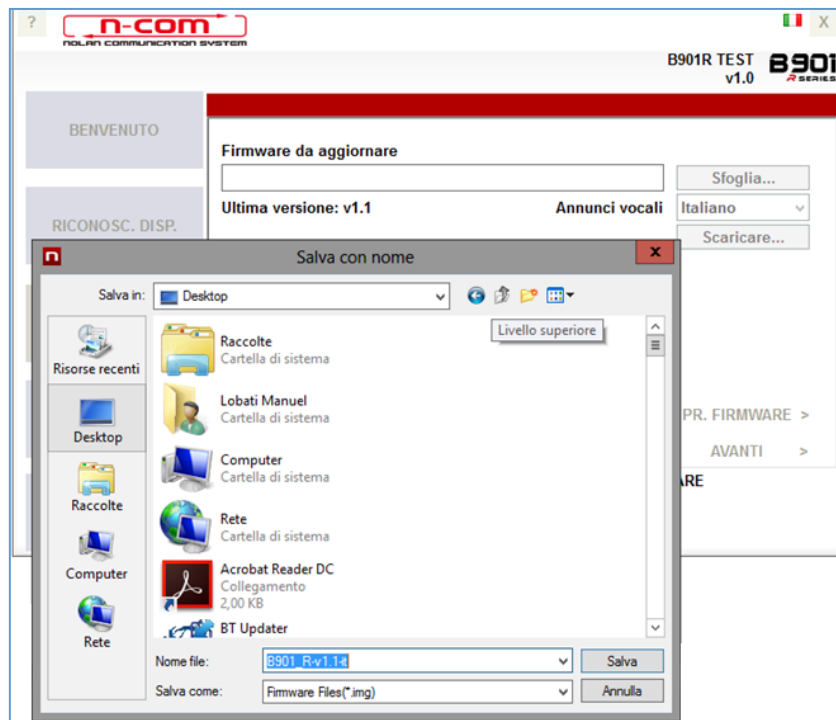 ?
n-com
X
NOLAN COMMUNICATION SYSTEM
B901R TEST
v1.0
B901
R SERIES
BENVENUTO
Firmware da aggiornare
Sfoglia...
Ultima versione: v1.1
Annunci vocali
Italiano
RICONOSC. DISP.
Scaricare...
n
Salva con nome
x
Salva in:
Desktop
Livello superiore
Risorse recenti
Desktop
Raccolte
Computer
Rete
Raccolte
Cartella di sistema
Lobati Manuel
Cartella di sistema
Computer
Cartella di sistema
Rete
Cartella di sistema
Acrobat Reader DC
Collegamento
2,00 KB
BT Updater
PR. FIRMWARE >
AVANTI >
ARE
Nome file:
B901_R-v1.1-it
Salva
Salva come:
Firmware Files(*.img)
Annulla